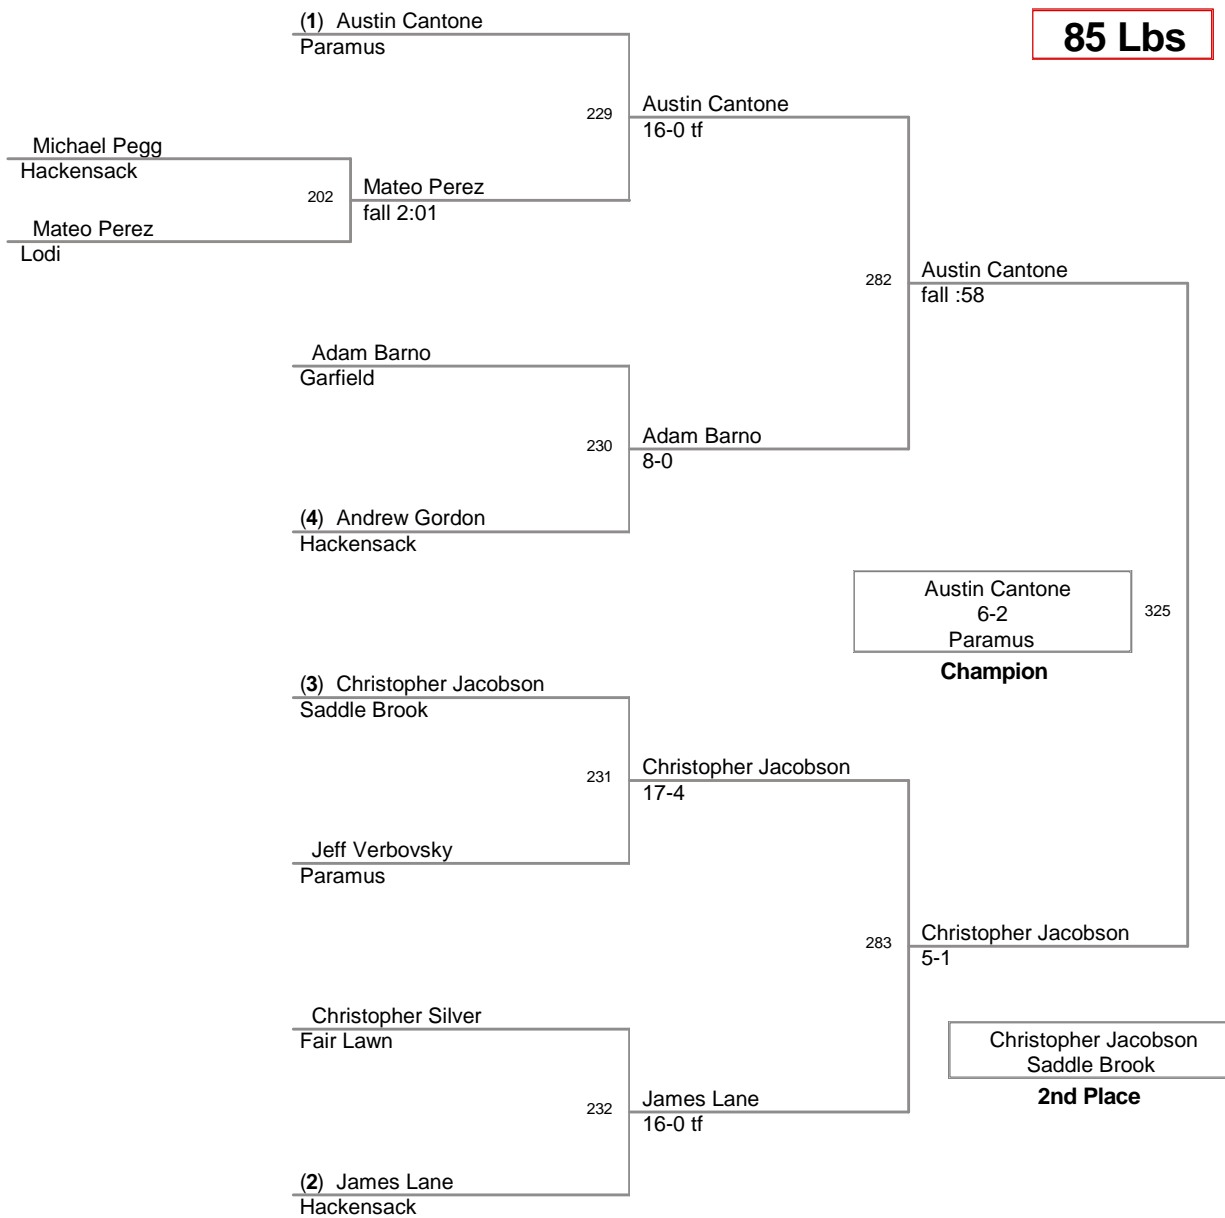 (1) Austin Cantone
Paramus
85 Lbs
229
Austin Cantone
16-0 tf
Michael Pegg
Hackensack
202
Mateo Perez
fall 2:01
Mateo Perez
Lodi
282
Austin Cantone
fall :58
Adam Barno
Garfield
230
Adam Barno
8-0
(4) Andrew Gordon
Hackensack
Austin Cantone
6-2
Paramus
325
Champion
(3) Christopher Jacobson
Saddle Brook
231
Christopher Jacobson
17-4
Jeff Verbovsky
Paramus
283
Christopher Jacobson
5-1
Christopher Silver
Fair Lawn
Christopher Jacobson
Saddle Brook
2nd Place
232
James Lane
16-0 tf
(2) James Lane
Hackensack